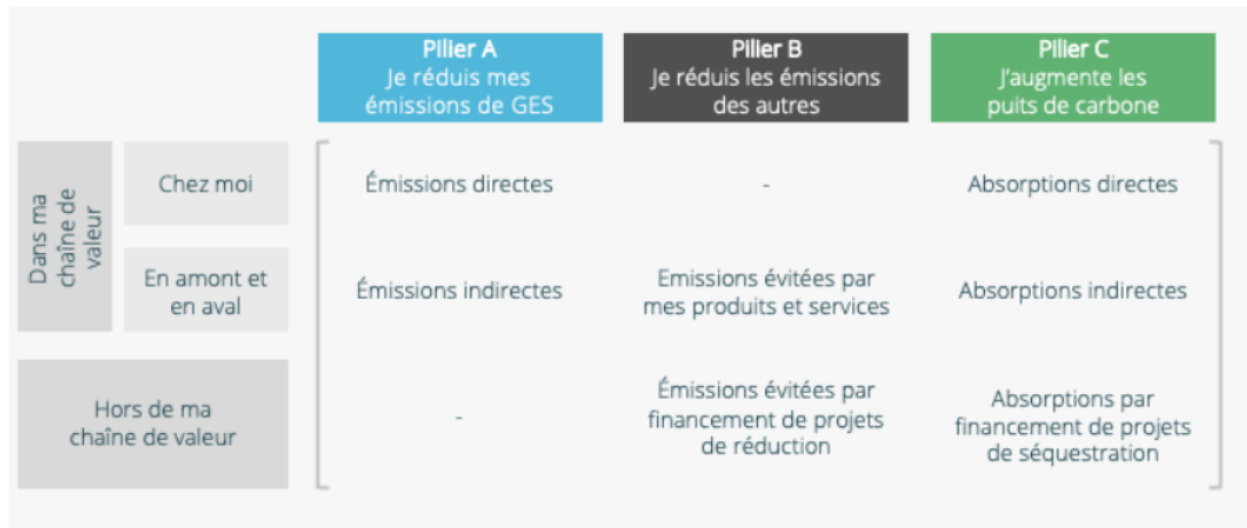 Pilier A
Je réduis mes
émissions de GES
Pilier B
Je réduis les émissions
des autres
Pilier C
J'augmente les
puits de carbone
Dans ma
chaîne de
valeur
Chez moi
Émissions directes
-
Absorptions directes
En amont et
en aval
Émissions indirectes
Emissions évitées par
mes produits et services
Absorptions indirectes
Hors de ma
chaîne de valeur
-
Émissions évitées par
financement de projets
de réduction
Absorptions par
financement de projets
de séquestration